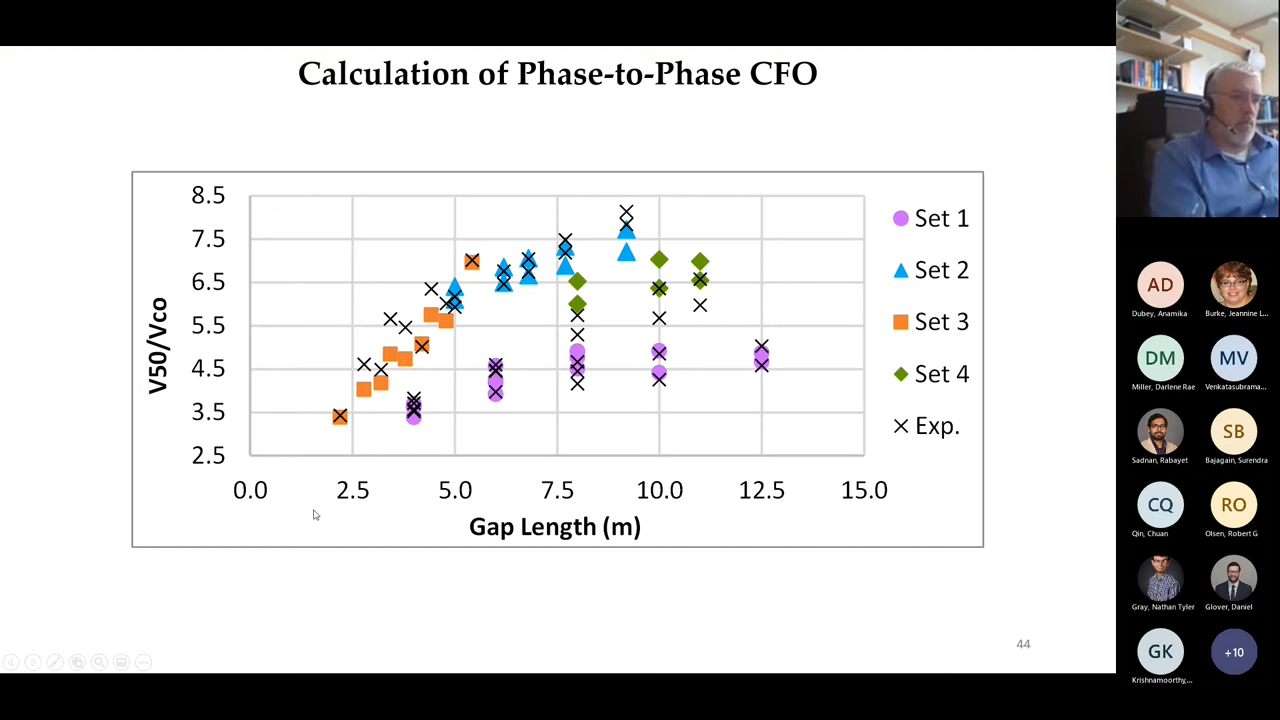 Calculation of Phase-to-Phase CFO
8.5
7.5
6.5
5.5
4.5
3.5
2.5
V50/Vco
0.0 2.5 5.0 7.5 10.0 12.5 15.0
Gap Length (m)
Set 1
Set 2
Set 3
Set 4
Exp.
44
AD
Dubey, Anamika
Burke, Jeannine L...
DM MV
Miller, Darlene Rae Venkatasubrama...
SB
Sadnan, Rabayet Bajagain, Surendra
CQ RO
Qin, Chuan Olsen, Robert G
Gray, Nathan Tyler Glover, Daniel
GK +10
Krishnamoorthy,...